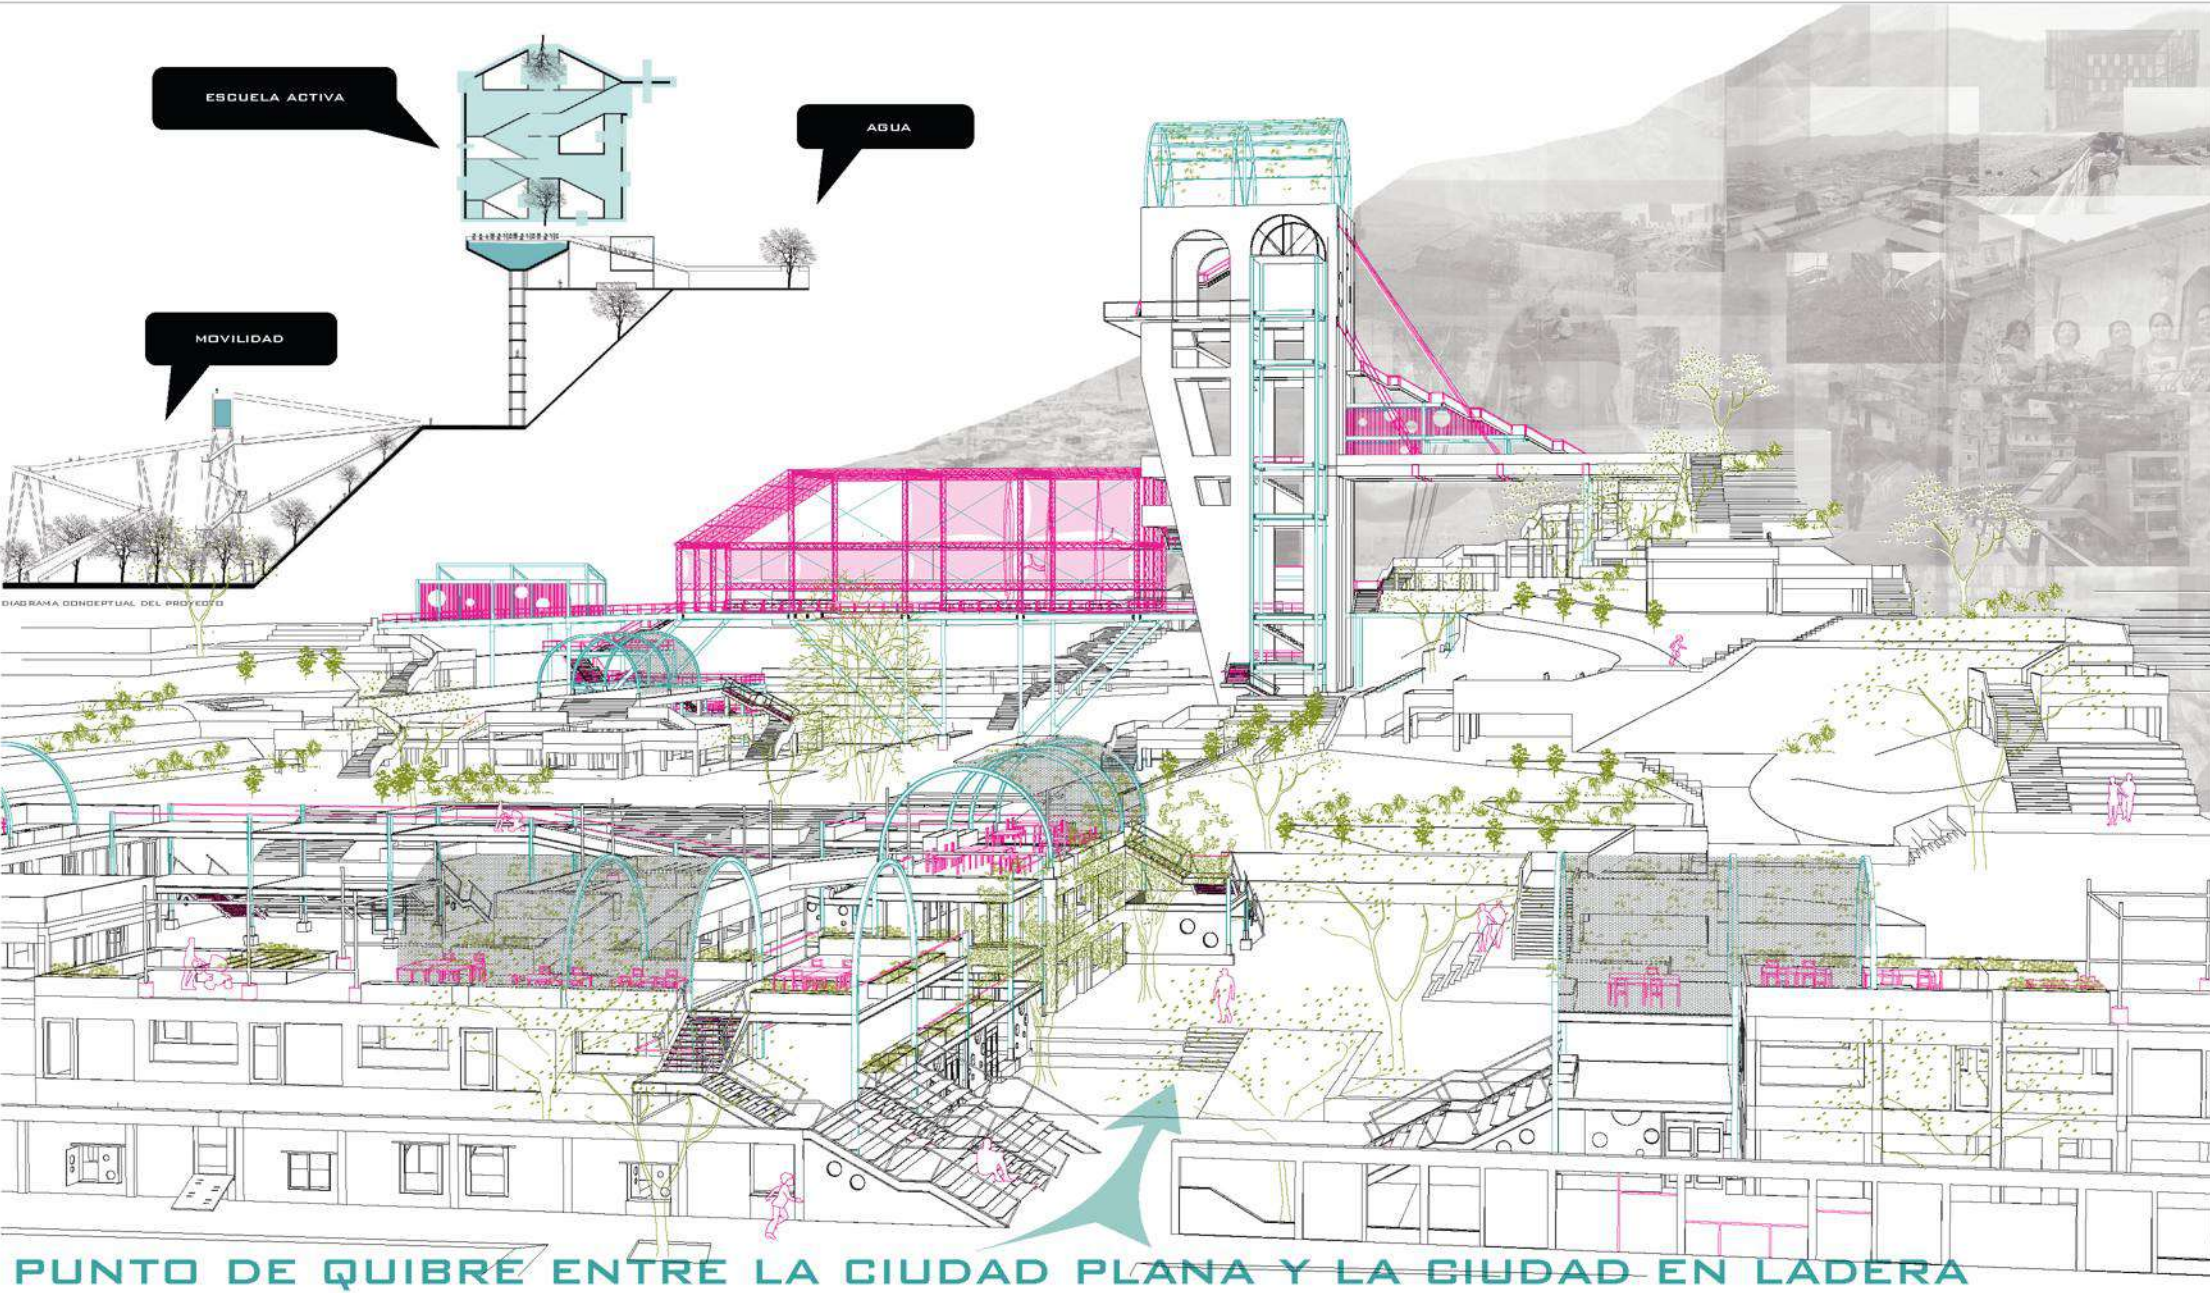 ESCUELA ACTIVA
AGUA
MOVILIDAD
DIAGRAMA CONCEPTUAL DEL PROYECTO
PUNTO DE QUIBRE ENTRE LA CIUDAD PLANA Y LA CIUDAD EN LADERA